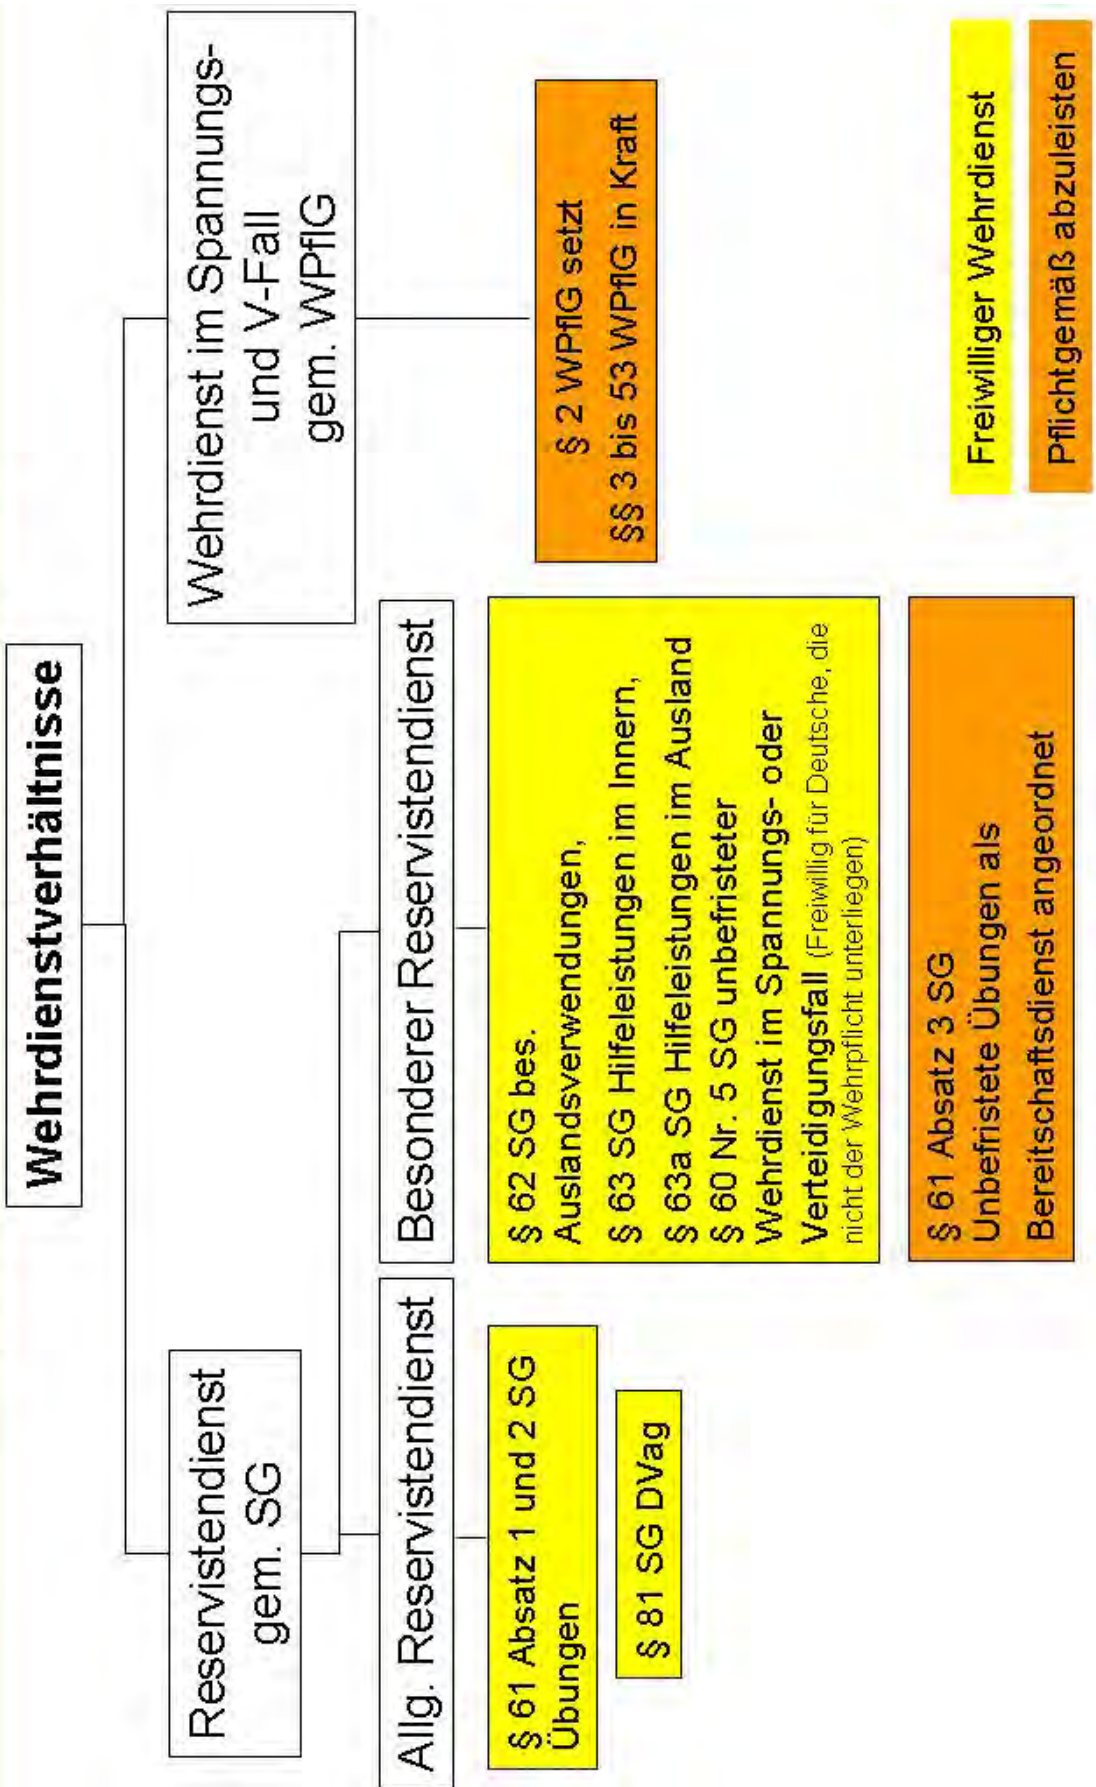 Wehrdienstverhältnisse
Reservistendienst
gem. SG
Wehrdienst im Spannungs-
und V-Fall
gem. WPflG
Allg. Reservistendienst
Besonderer Reservistendienst
§ 61 Absatz 1 und 2 SG
Übungen
§ 81 SG DVag
§ 62 SG bes.
Auslandsverwendungen,
§ 63 SG Hilfeleistungen im Innern,
§ 63a SG Hilfeleistungen im Ausland
§ 60 Nr. 5 SG unbefristeter
Wehrdienst im Spannungs- oder
Verteidigungsfall (Freiwillig für Deutsche, die
nicht der Wehrpflicht unterliegen)
§ 61 Absatz 3 SG
Unbefristete Übungen als
Bereitschaftsdienst angeordnet
§ 2 WPflG setzt
§§ 3 bis 53 WPflG in Kraft
Freiwilliger Wehrdienst
Pflichtgemäß abzuleisten